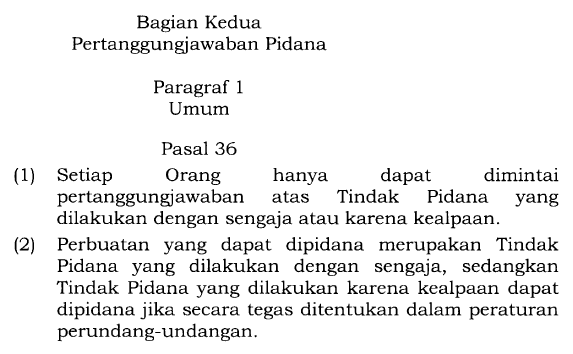 Bagian Kedua
Pertanggungjawaban Pidana
Paragraf 1
Umum
Pasal 36
(1) Setiap Orang hanya dapat dimintai
pertanggungjawaban atas Tindak Pidana yang
dilakukan dengan sengaja atau karena kealpaan.
(2) Perbuatan yang dapat dipidana merupakan Tindak
Pidana yang dilakukan dengan sengaja, sedangkan
Tindak Pidana yang dilakukan karena kealpaan dapat
dipidana jika secara tegas ditentukan dalam peraturan
perundang-undangan.